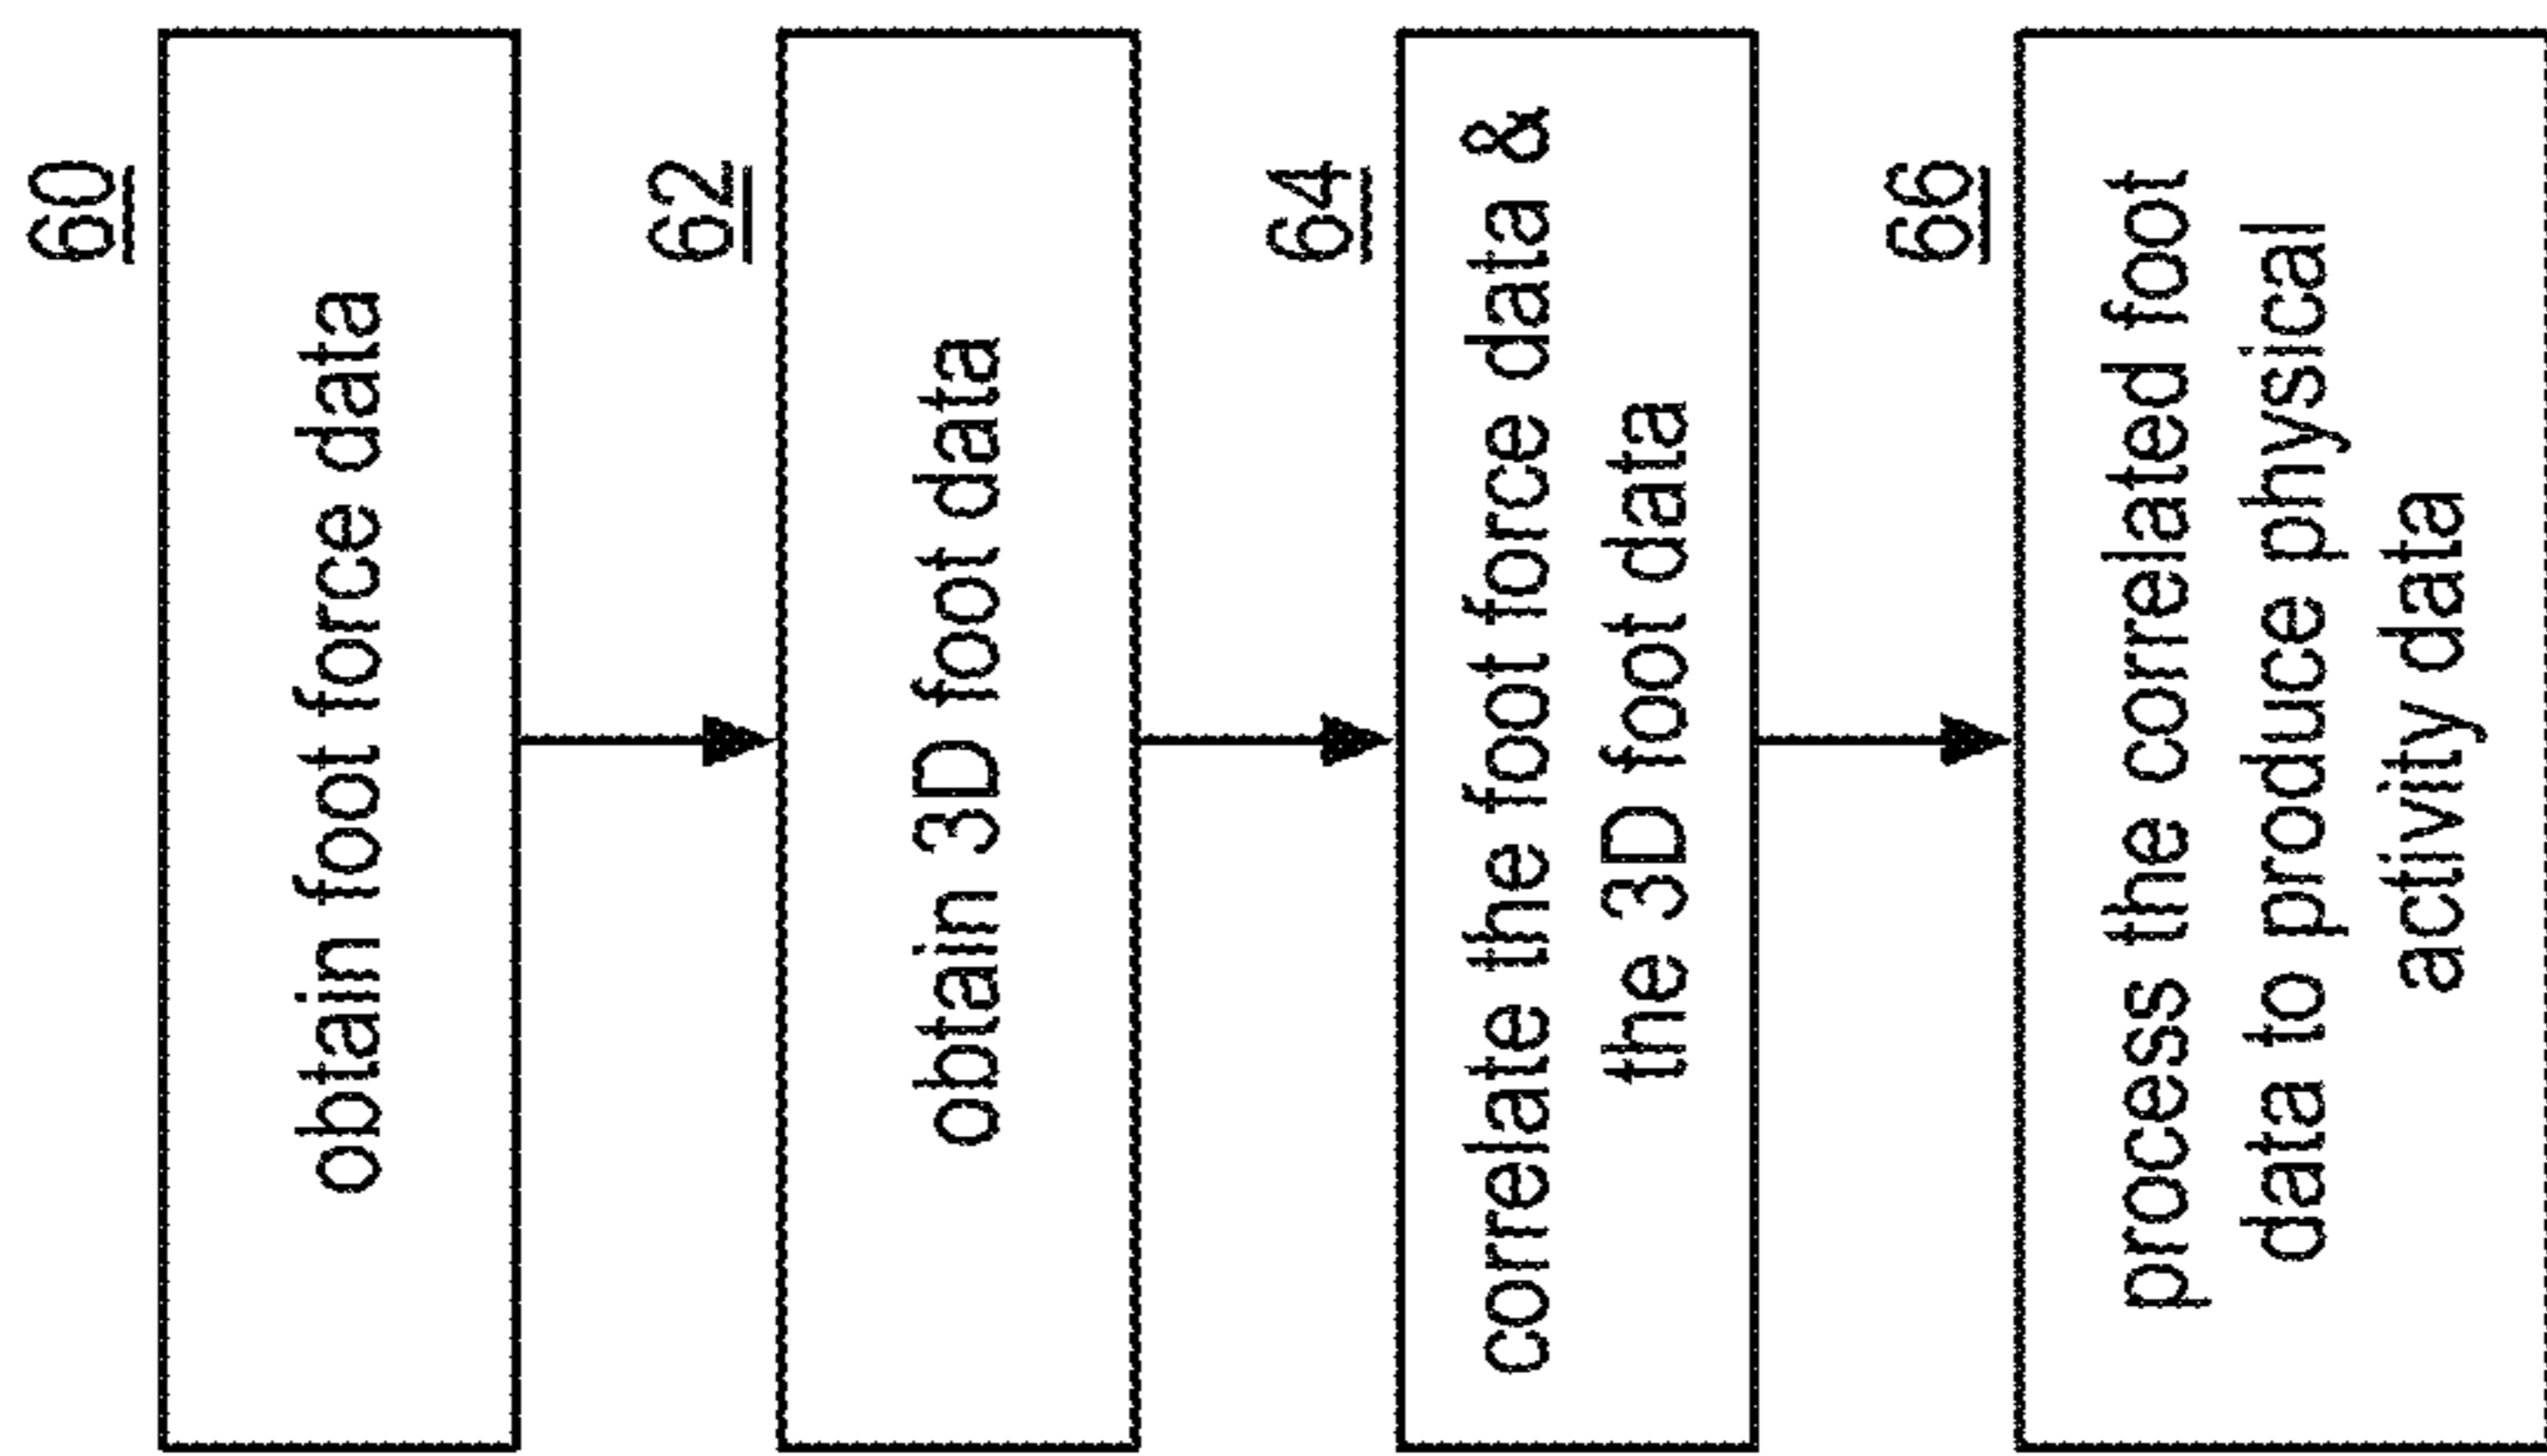 60
obtain foot force data
62
obtain 3D foot data
64
correlate the foot force data &
the 3D foot data
66
process the correlated foot
data to produce physical
activity data